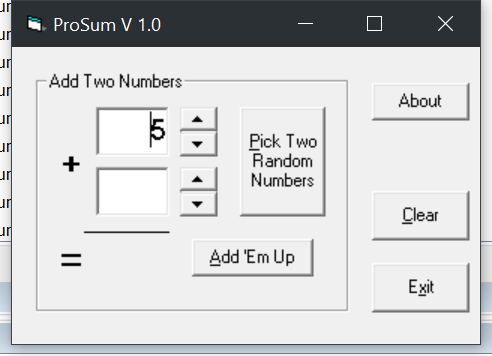 ProSum V 1.0
Add Two Numbers
5
+
=
Pick Two
Random
Numbers
Add 'Em Up
About
Clear
Exit